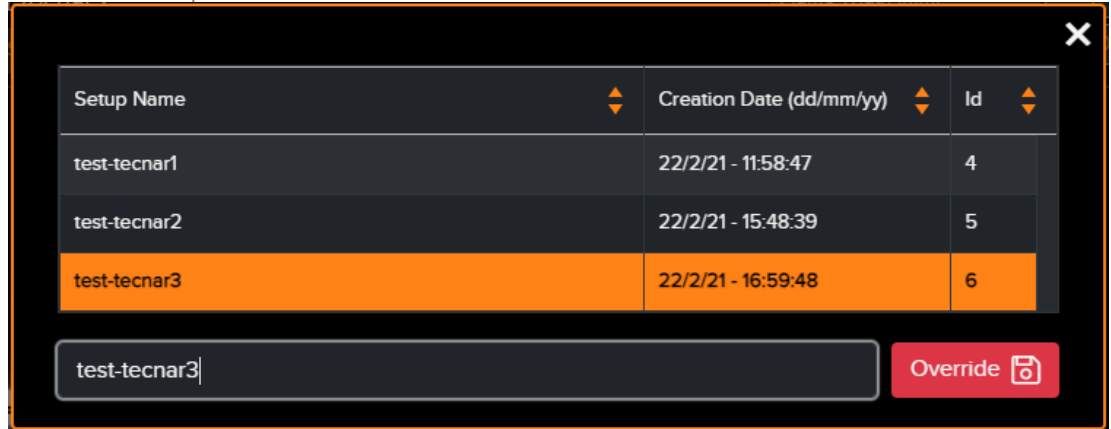 Setup Name Creation Date (dd/mm/yy) Id
test-tecnar1 22/2/21 - 11:58:47 4
test-tecnar2 22/2/21 - 15:48:39 5
test-tecnar3 22/2/21 - 16:59:48 6
test-tecnar3 Override